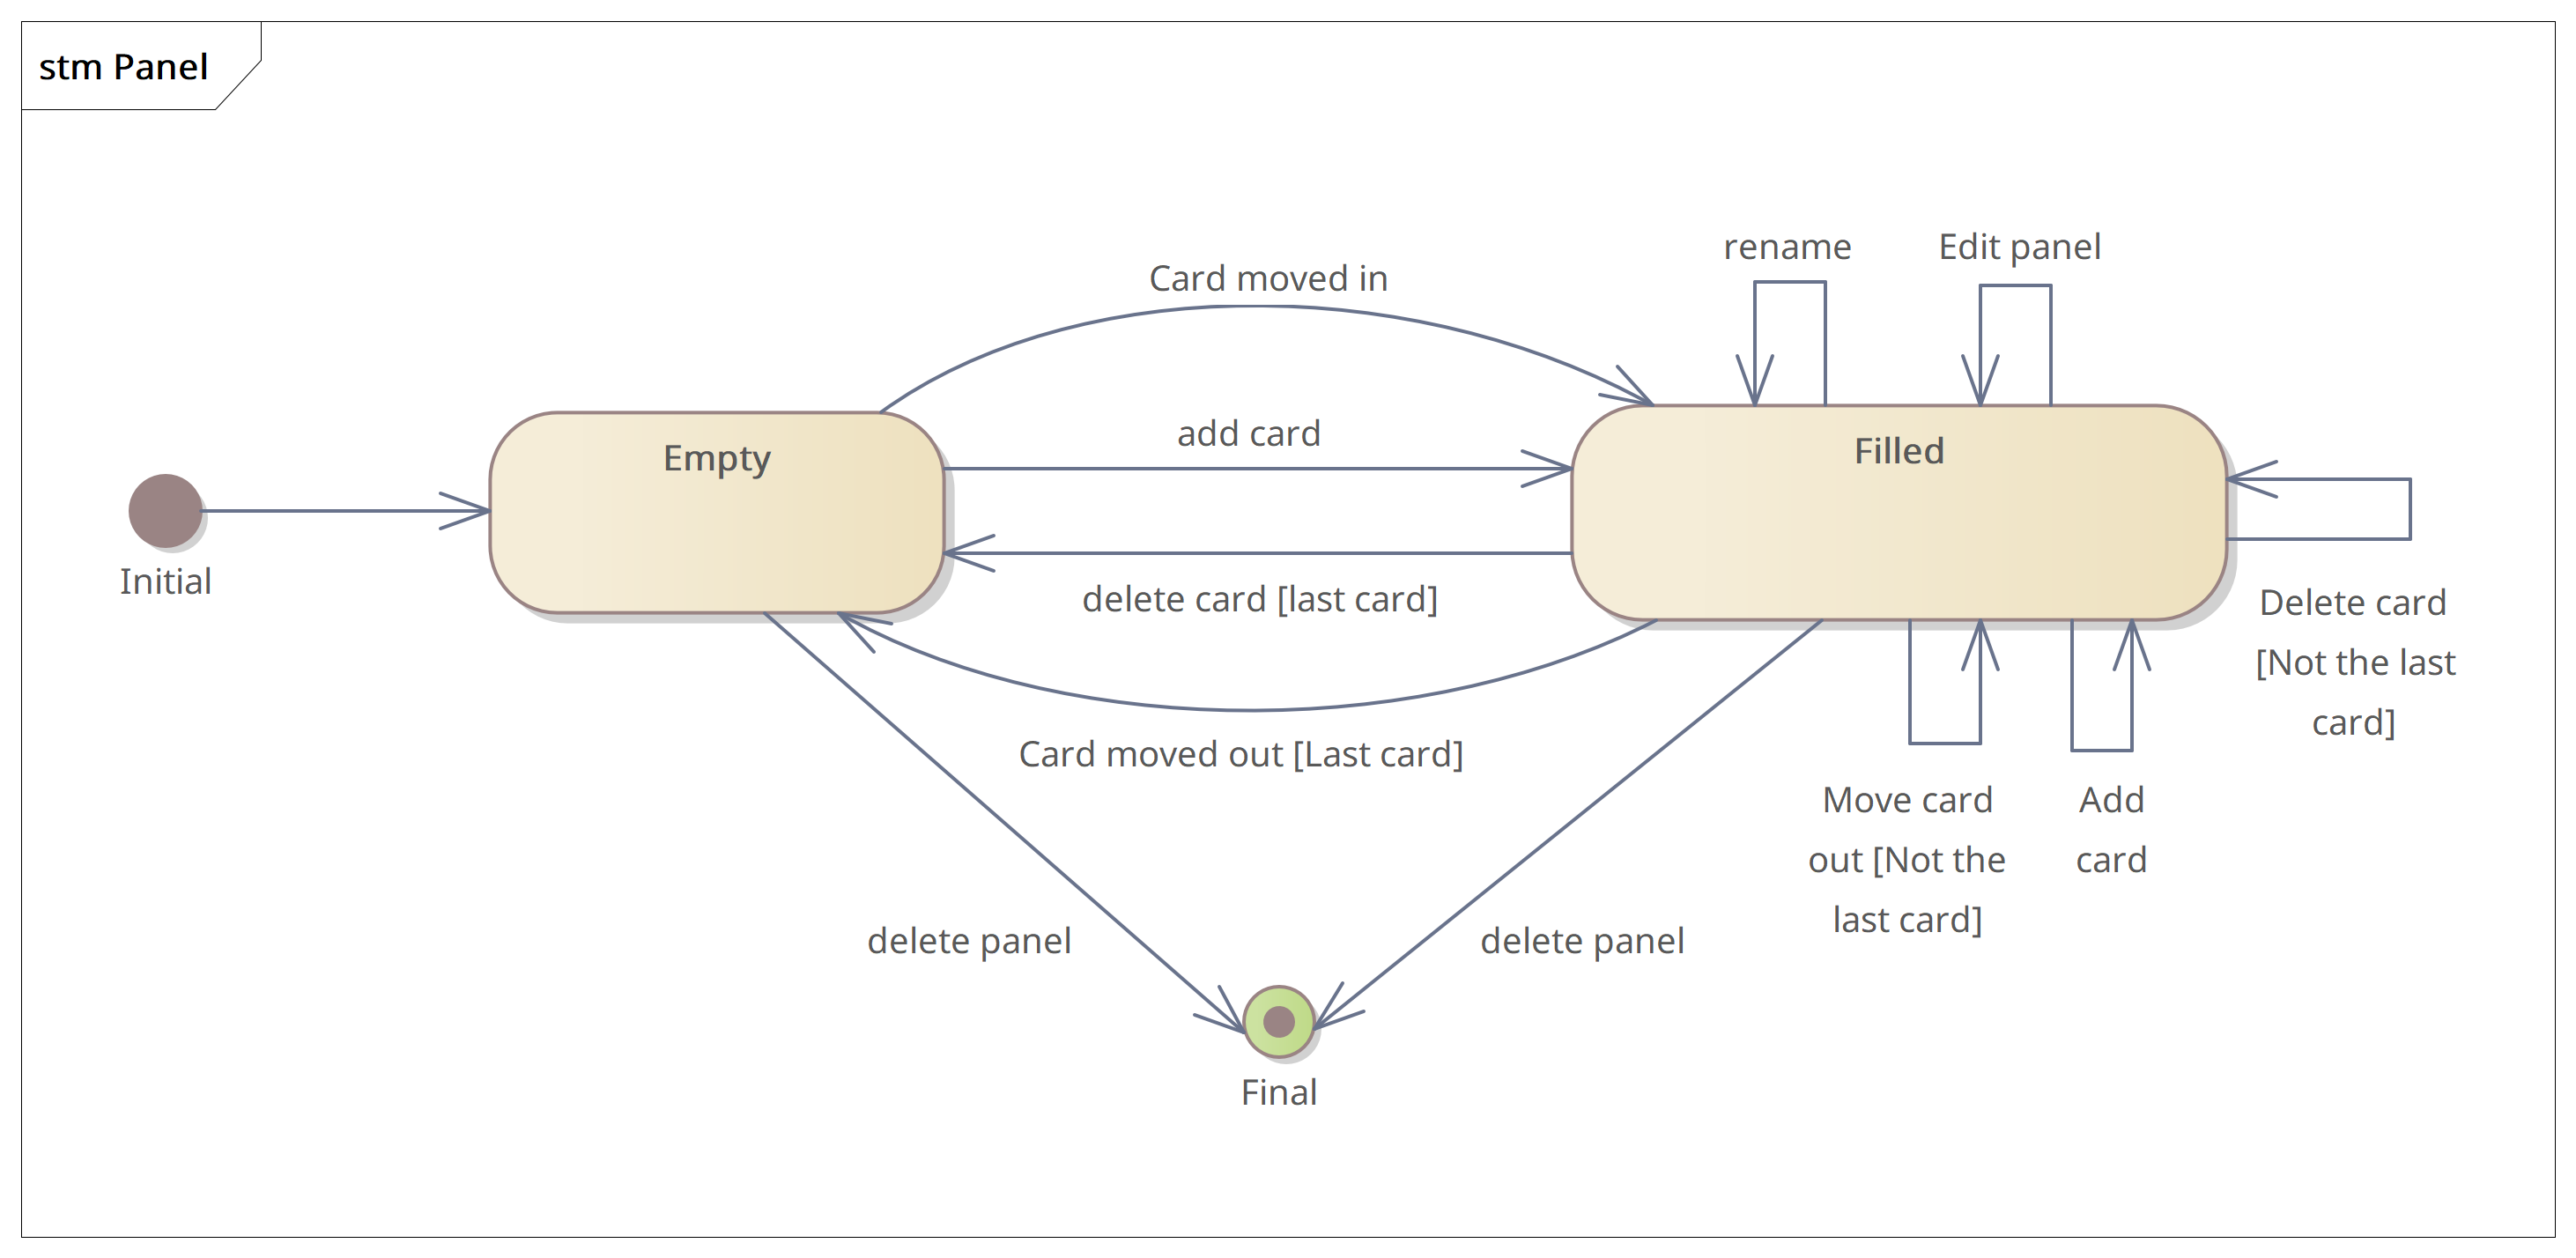 stm Panel
rename
Edit panel
Card moved in
add card
Empty
Filled
Initial
delete card [last card]
Delete card
[Not the last
card]
Card moved out [Last card]
Move card
out [Not the
last card]
Add
card
delete panel
delete panel
Final